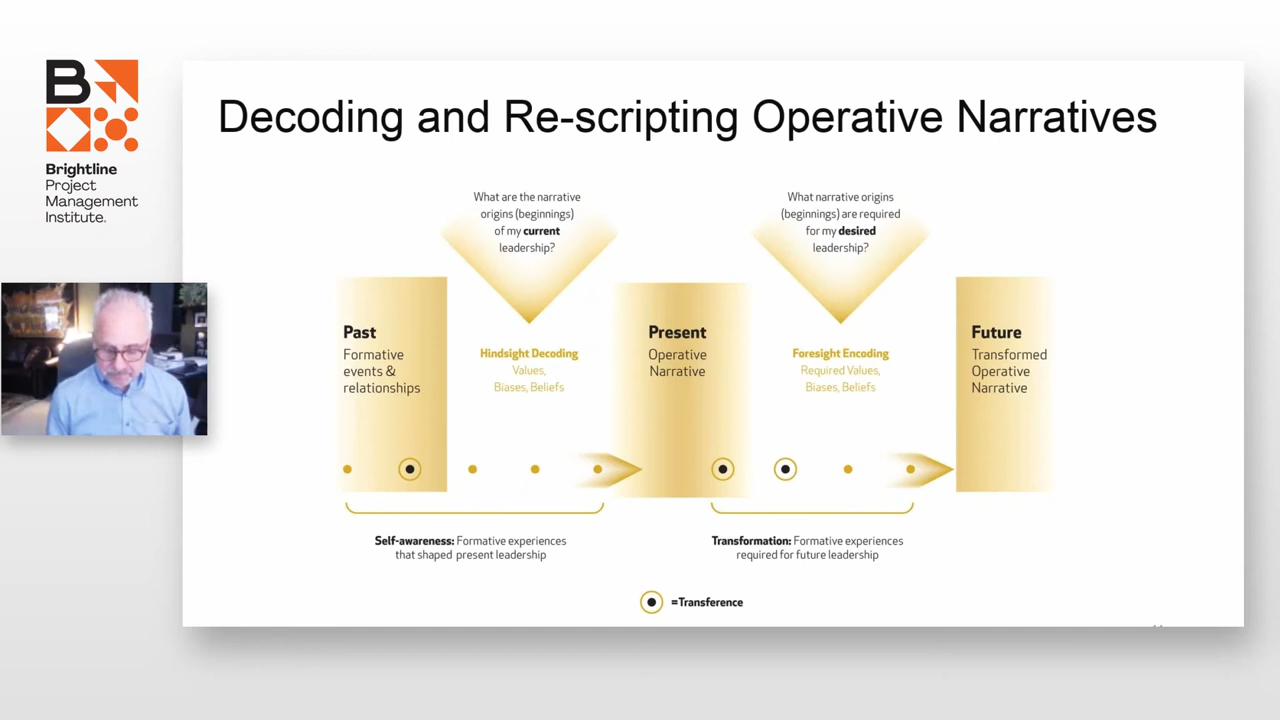 B
Brightline
Project
Management
Institute.
Decoding and Re-scripting Operative Narratives
What are the narrative
origins (beginnings)
of my current
leadership?
What narrative origins
(beginnings) are required
for my desired
leadership?
Past
Formative
events &
relationships
Hindsight Decoding
Values,
Biases, Beliefs
Present
Operative
Narrative
Foresight Encoding
Required Values,
Biases, Beliefs
Future
Transformed
Operative
Narrative
Self-awareness: Formative experiences
that shaped present leadership
Transformation: Formative experiences
required for future leadership
=Transference